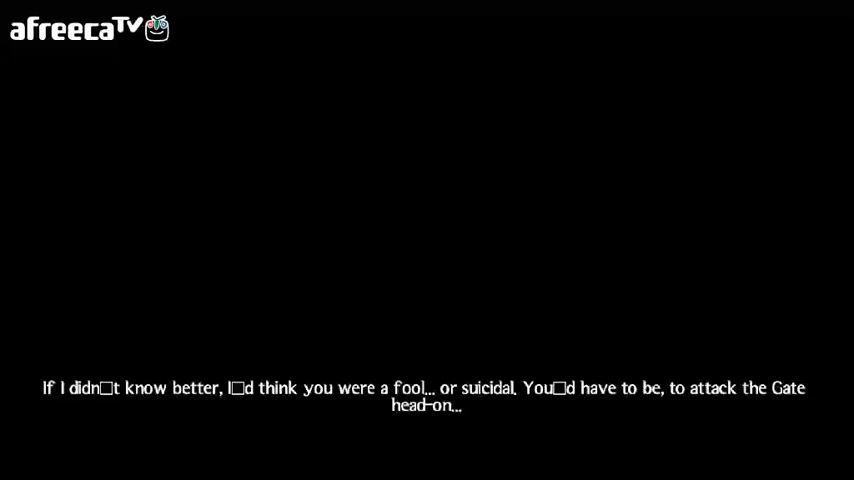 afreecaTV
If I didn□t know better, I□d think you were a fool... or suicidal. You□d have to be, to attack the Gate
head-on...